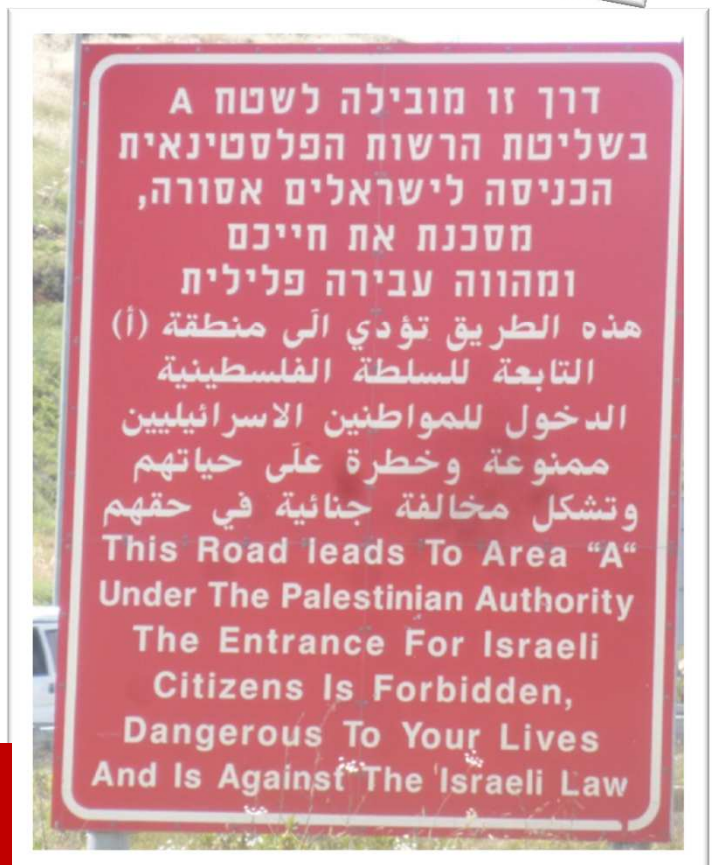 דרך זו מובילה לשטח A
בשליטת הרשות הפלסטינאית
הכניסה לישראלים אסורה,
מסכנת את חייכם
ומהווה עבירה פלילית
هذه الطريق تؤدي الَى منطقة (أ)
التابعة للسلطة الفلسطينية
الدخول للمواطنين الاسرائيليين
ممنوعة وخطرة علَى حياتهم
وتشكل مخالفة جنائية في حقهم
This Road leads To Area “A“
Under The Palestinian Authority
The Entrance For Israeli
Citizens Is Forbidden,
Dangerous To Your Lives
And Is Against The Israeli Law